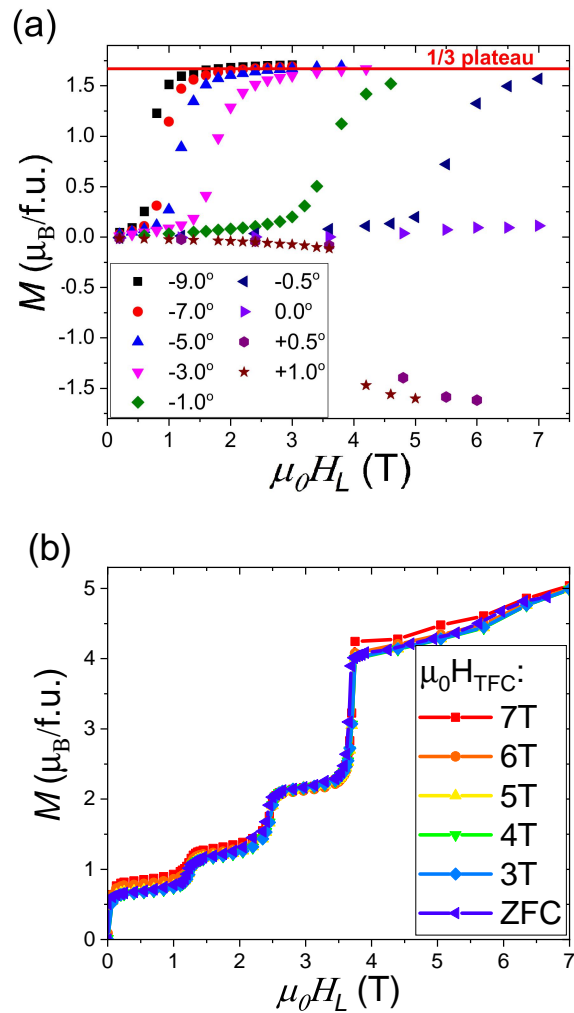 (a)
1/3 plateau
1.5
1.0
0.5
0.0
-0.5
-1.0
-1.5
M (μB/f.u.)
-9.0°
-7.0°
-5.0°
-3.0°
-1.0°
-0.5°
0.0°
+0.5°
+1.0°
0 1 2 3 4 5 6 7
μ0HL (T)
(b)
5
4
3
2
1
0
M (μB/f.u.)
μ0HTFC:
7T
6T
5T
4T
3T
ZFC
0 1 2 3 4 5 6 7
μ0HL (T)